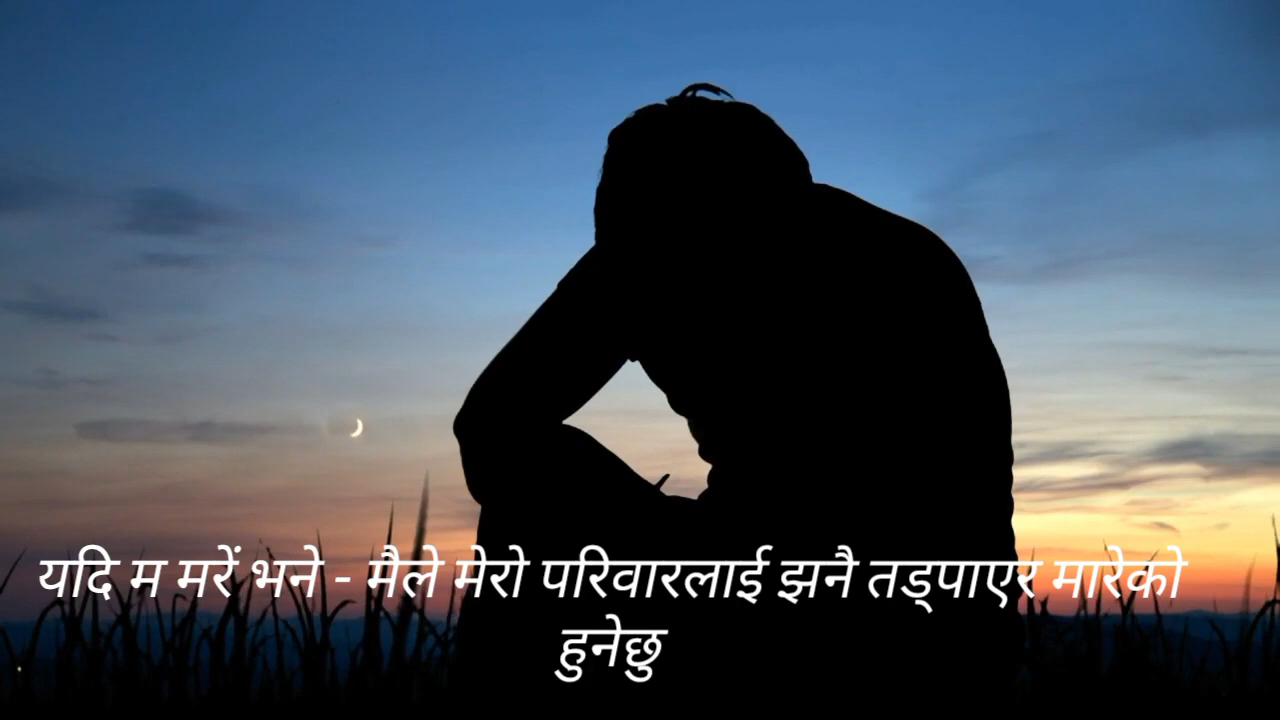 यदि म मरें भने - मैले मेरो परिवारलाई झनै तड्पाएर मारेको
हुनेछु